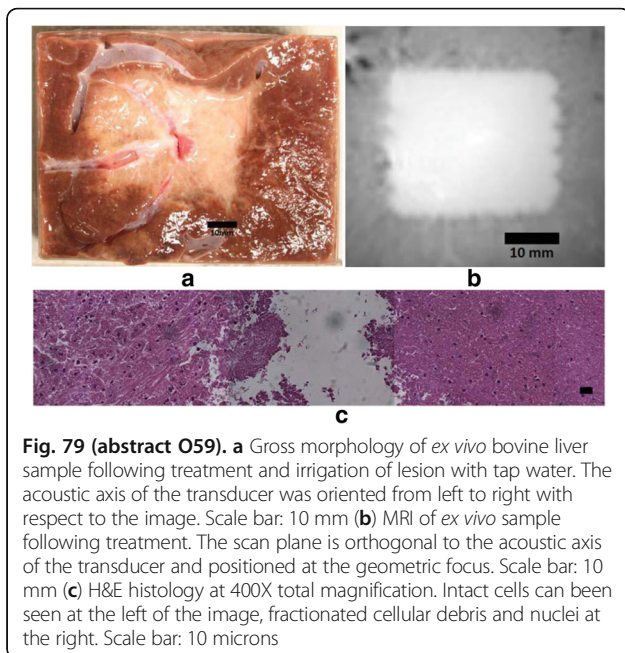 10mm
10 mm
a
b
c
Fig. 79 (abstract O59). a Gross morphology of ex vivo bovine liver
sample following treatment and irrigation of lesion with tap water. The
acoustic axis of the transducer was oriented from left to right with
respect to the image. Scale bar: 10 mm (b) MRI of ex vivo sample
following treatment. The scan plane is orthogonal to the acoustic axis
of the transducer and positioned at the geometric focus. Scale bar: 10
mm (c) H&E histology at 400X total magnification. Intact cells can been
seen at the left of the image, fractionated cellular debris and nuclei at
the right. Scale bar: 10 microns